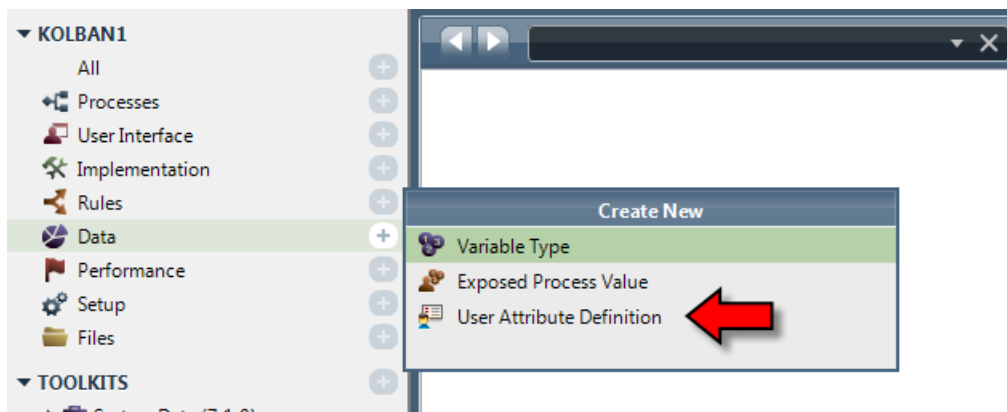 KOLBAN1
All
Processes
User Interface
Implementation
Rules
Data
Performance
Setup
Files
TOOLKITS
Create New
Variable Type
Exposed Process Value
User Attribute Definition